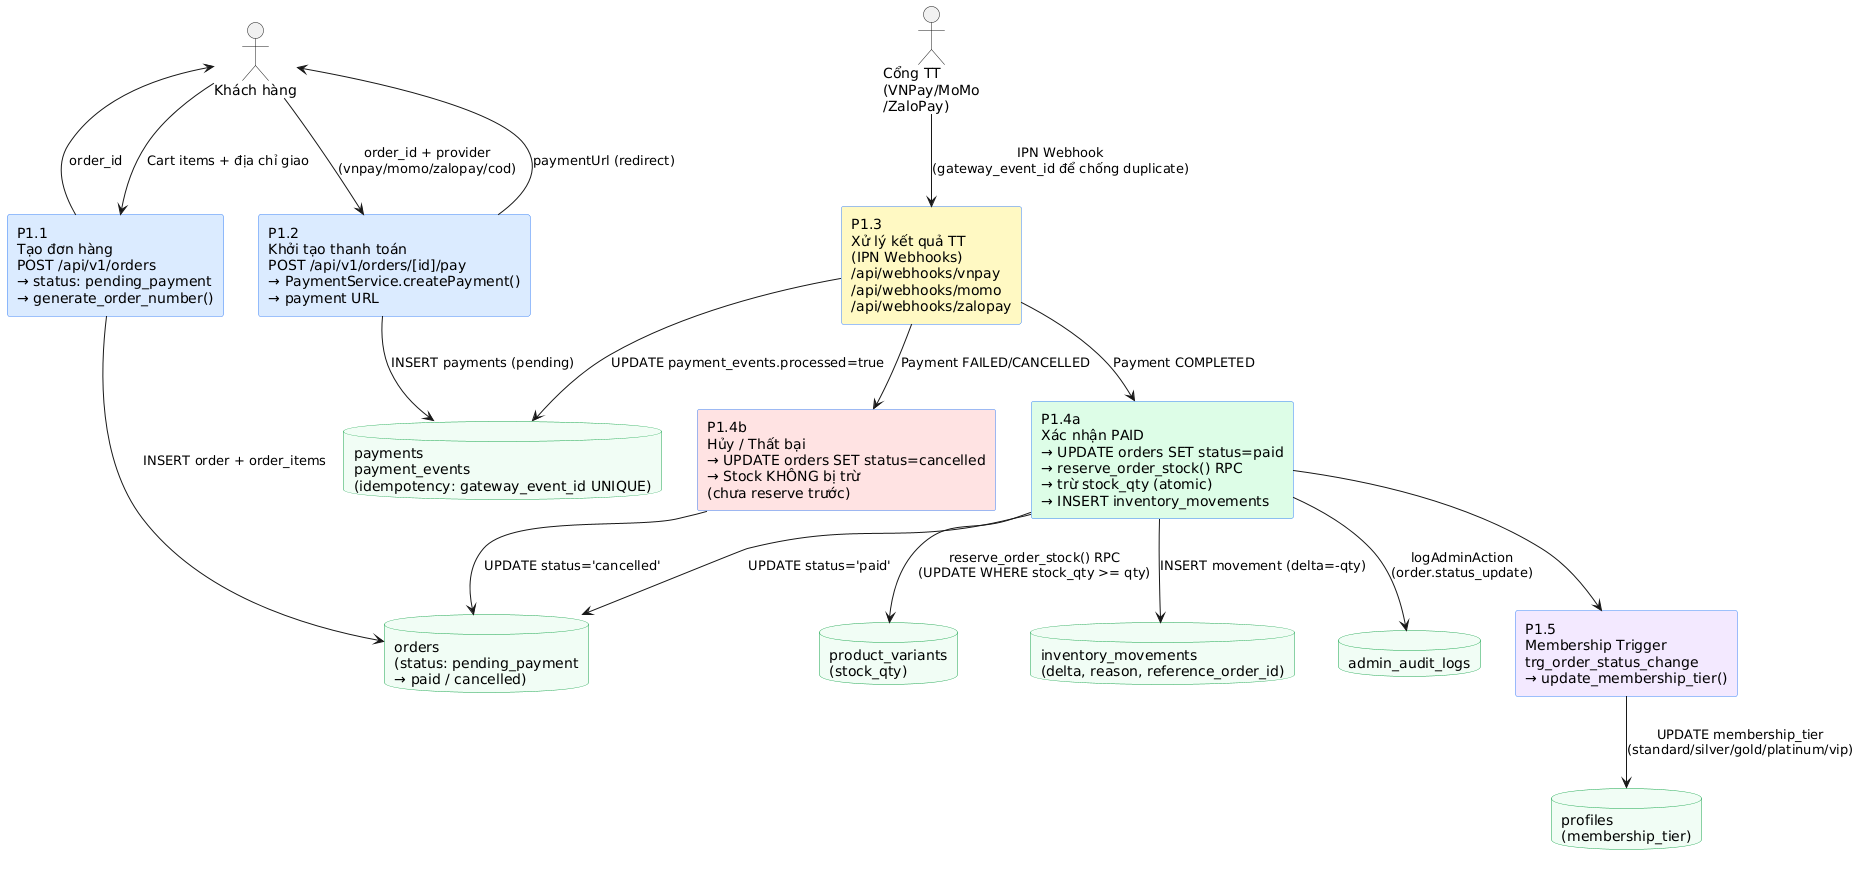 Khách hàng
Cổng TT
(VNPay/MoMo
/ZaloPay)
order_id
Cart items + địa chỉ giao
order_id + provider
(vnpay/momo/zalopay/cod)
paymentUrl (redirect)
IPN Webhook
(gateway_event_id để chống duplicate)
P1.1
Tạo đơn hàng
POST /api/v1/orders
→ status: pending_payment
→ generate_order_number()
P1.2
Khởi tạo thanh toán
POST /api/v1/orders/[id]/pay
→ PaymentService.createPayment()
→ payment URL
P1.3
Xử lý kết quả TT
(IPN Webhooks)
/api/webhooks/vnpay
/api/webhooks/momo
/api/webhooks/zalopay
INSERT payments (pending)
UPDATE payment_events.processed=true
Payment FAILED/CANCELLED
Payment COMPLETED
INSERT order + order_items
payments
payment_events
(idempotency: gateway_event_id UNIQUE)
P1.4b
Hủy / Thất bại
→ UPDATE orders SET status=cancelled
→ Stock KHÔNG bị trừ
(chưa reserve trước)
P1.4a
Xác nhận PAID
→ UPDATE orders SET status=paid
→ reserve_order_stock() RPC
→ trừ stock_qty (atomic)
→ INSERT inventory_movements
UPDATE status='cancelled'
UPDATE status='paid'
reserve_order_stock() RPC
(UPDATE WHERE stock_qty >= qty)
INSERT movement (delta=-qty)
logAdminAction
(order.status_update)
orders
(status: pending_payment
→ paid / cancelled)
product_variants
(stock_qty)
inventory_movements
(delta, reason, reference_order_id)
admin_audit_logs
P1.5
Membership Trigger
trg_order_status_change
→ update_membership_tier()
UPDATE membership_tier
(standard/silver/gold/platinum/vip)
profiles
(membership_tier)